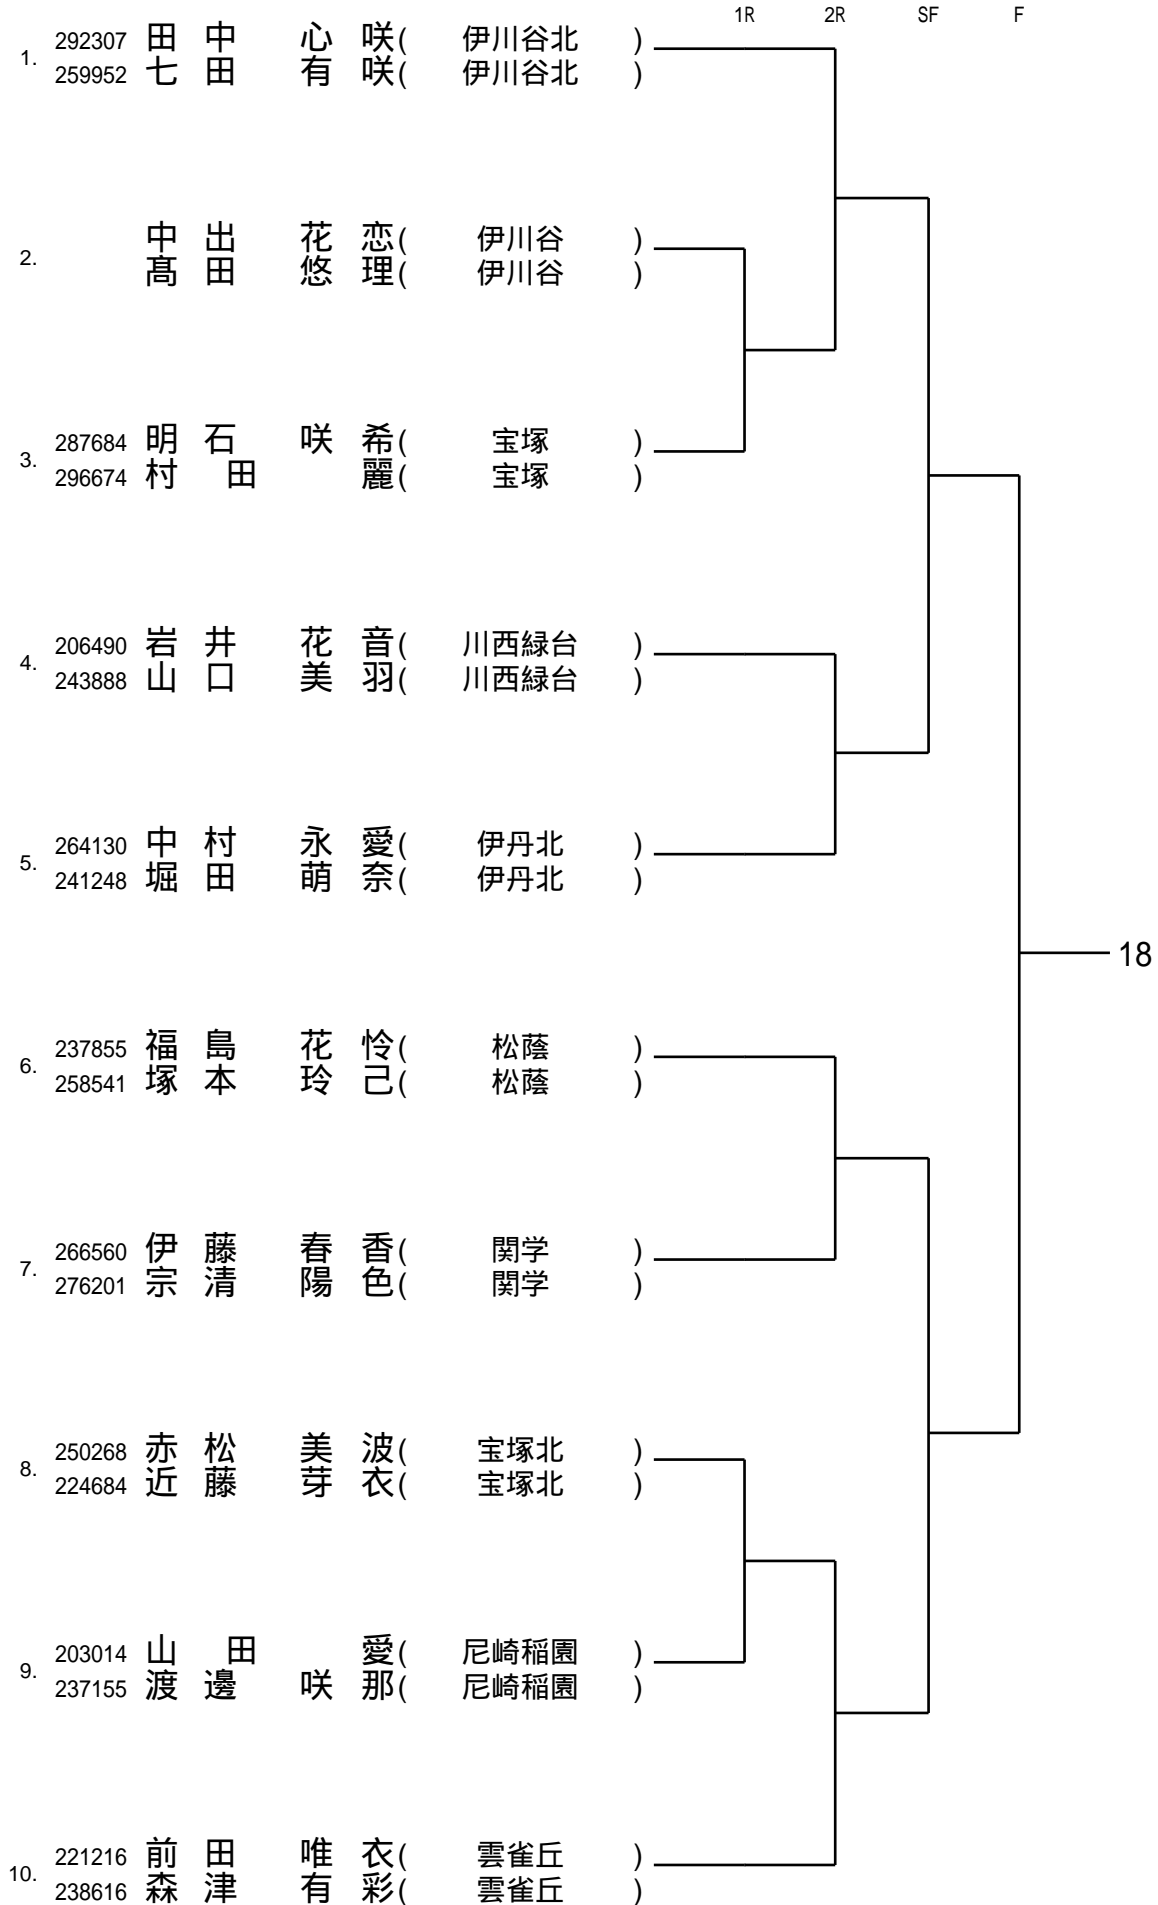 1R 2R SF F
1. 292307 田中 心咲( 伊川谷北 )
259952 七田 有咲( 伊川谷北 )
2. 中出 花恋( 伊川谷 )
髙田 悠理( 伊川谷 )
3. 287684 明石 咲希( 宝塚 )
296674 村田 麗( 宝塚 )
4. 206490 岩井 花音( 川西緑台 )
243888 山口 美羽( 川西緑台 )
5. 264130 中村 永愛( 伊丹北 )
241248 堀田 萌奈( 伊丹北 )
18
6. 237855 福島 花怜( 松蔭 )
258541 塚本 玲己( 松蔭 )
7. 266560 伊藤 春香( 関学 )
276201 宗清 陽色( 関学 )
8. 250268 赤松 美波( 宝塚北 )
224684 近藤 芽衣( 宝塚北 )
9. 203014 山田 愛( 尼崎稲園 )
237155 渡邊 咲那( 尼崎稲園 )
10. 221216 前田 唯衣( 雲雀丘 )
238616 森津 有彩( 雲雀丘 )